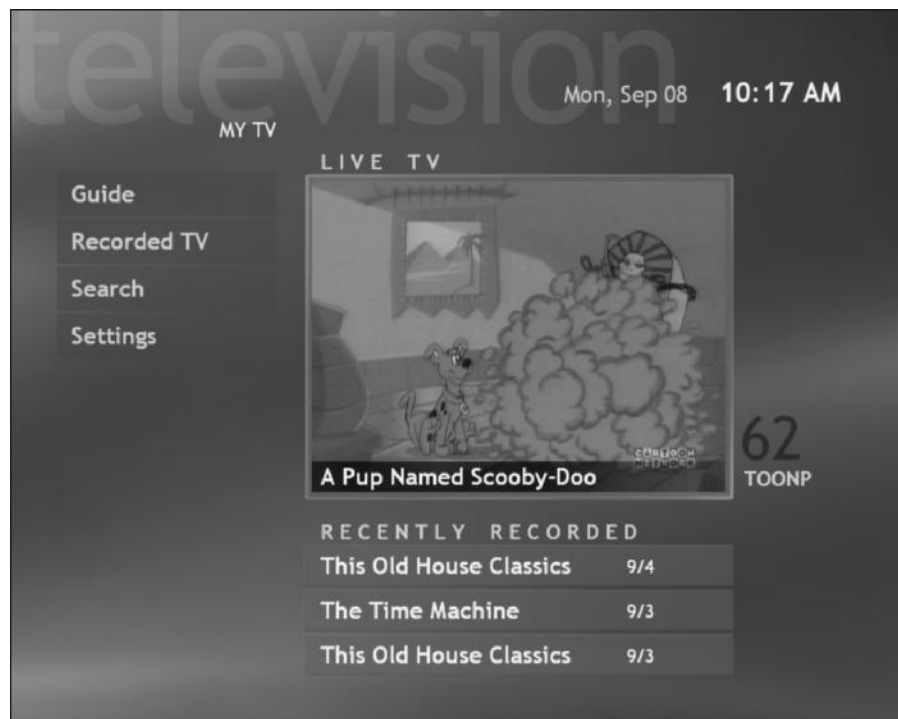 television
Mon, Sep 08 10:17 AM
MY TV
LIVE TV
Guide
Recorded TV
Search
Settings
CARTOON
NETWORK
A Pup Named Scooby-Doo
62
TOONP
RECENTLY RECORDED
This Old House Classics 9/4
The Time Machine 9/3
This Old House Classics 9/3